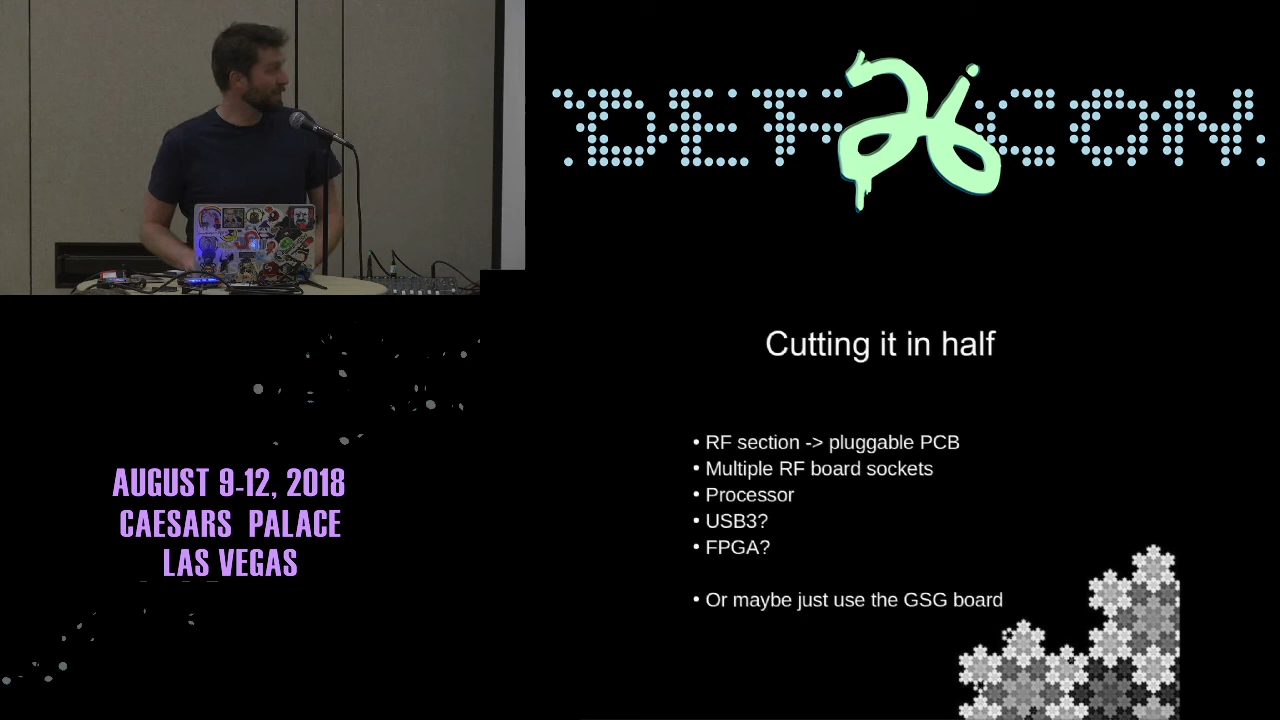 DEF 26 CON
Cutting it in half
• RF section -> pluggable PCB
• Multiple RF board sockets
• Processor
• USB3?
• FPGA?
• Or maybe just use the GSG board
AUGUST 9-12, 2018
CAESARS PALACE
LAS VEGAS